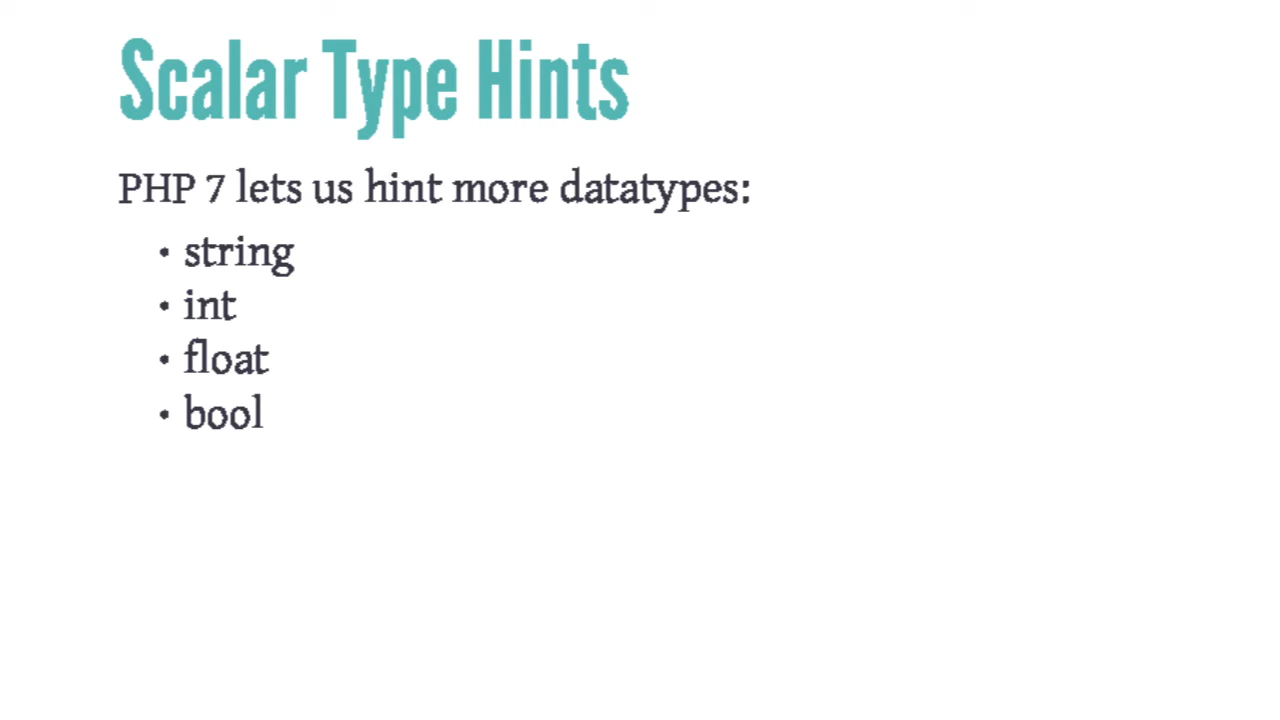 Scalar Type Hints
PHP 7 lets us hint more datatypes:
• string
• int
• float
• bool